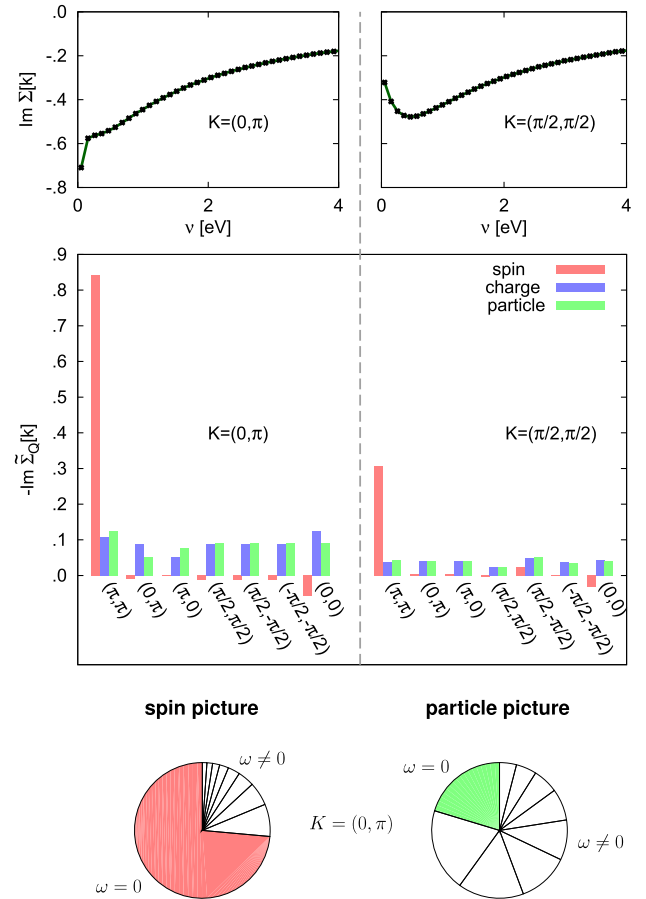 .0
-.2
-.4
-.6
-.8
Im Σ[k]
K=(0,π)
K=(π/2,π/2)
0 2 4 0 2 4
ν [eV] ν [eV]
.9
.8
.7
.6
.5
.4
.3
.2
.1
.0
-Im Σ̃Q[k]
spin
charge
particle
K=(0,π)
K=(π/2,π/2)
(π,π) (0,π) (π,0) (π/2,π/2) (π/2,-π/2) (-π/2,-π/2) (0,0)
(π,π) (0,π) (π,0) (π/2,π/2) (π/2,-π/2) (-π/2,-π/2) (0,0)
spin picture particle picture
ω ≠ 0
ω = 0
K = (0, π)
ω = 0
ω ≠ 0